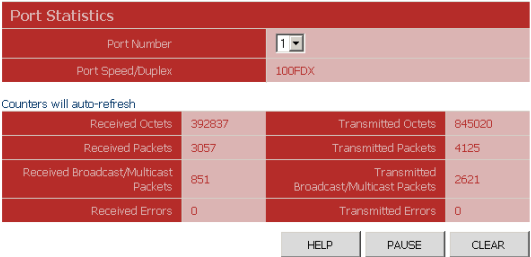 Port Statistics
Port Number 1
Port Speed/Duplex 100FDX
Counters will auto-refresh
Received Octets 392837 Transmitted Octets 845020
Received Packets 3057 Transmitted Packets 4125
Received Broadcast/Multicast
Packets 851
Transmitted
Broadcast/Multicast Packets 2621
Received Errors 0 Transmitted Errors 0
HELP PAUSE CLEAR